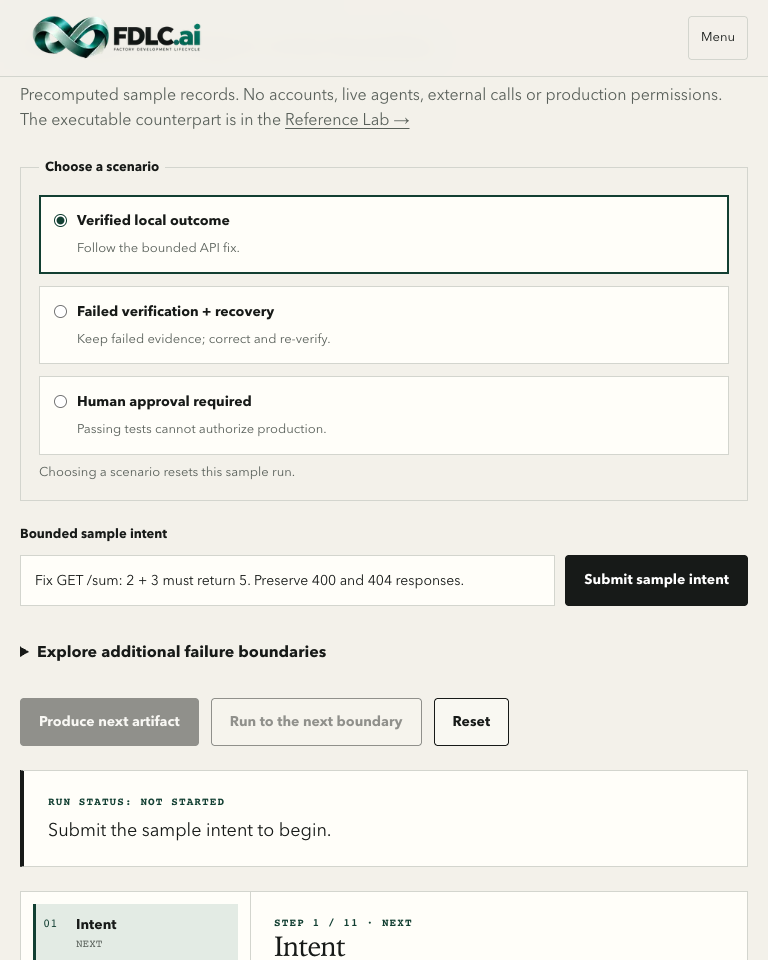 FDLC.ai
FACTORY DEVELOPMENT LIFECYCLE
Menu
Precomputed sample records. No accounts, live agents, external calls or production permissions.
The executable counterpart is in the Reference Lab →
Choose a scenario
Verified local outcome
Follow the bounded API fix.
Failed verification + recovery
Keep failed evidence; correct and re-verify.
Human approval required
Passing tests cannot authorize production.
Choosing a scenario resets this sample run.
Bounded sample intent
Fix GET /sum: 2 + 3 must return 5. Preserve 400 and 404 responses.
Submit sample intent
Explore additional failure boundaries
Produce next artifact
Run to the next boundary
Reset
RUN STATUS: NOT STARTED
Submit the sample intent to begin.
01 Intent
NEXT
STEP 1 / 11 · NEXT
Intent